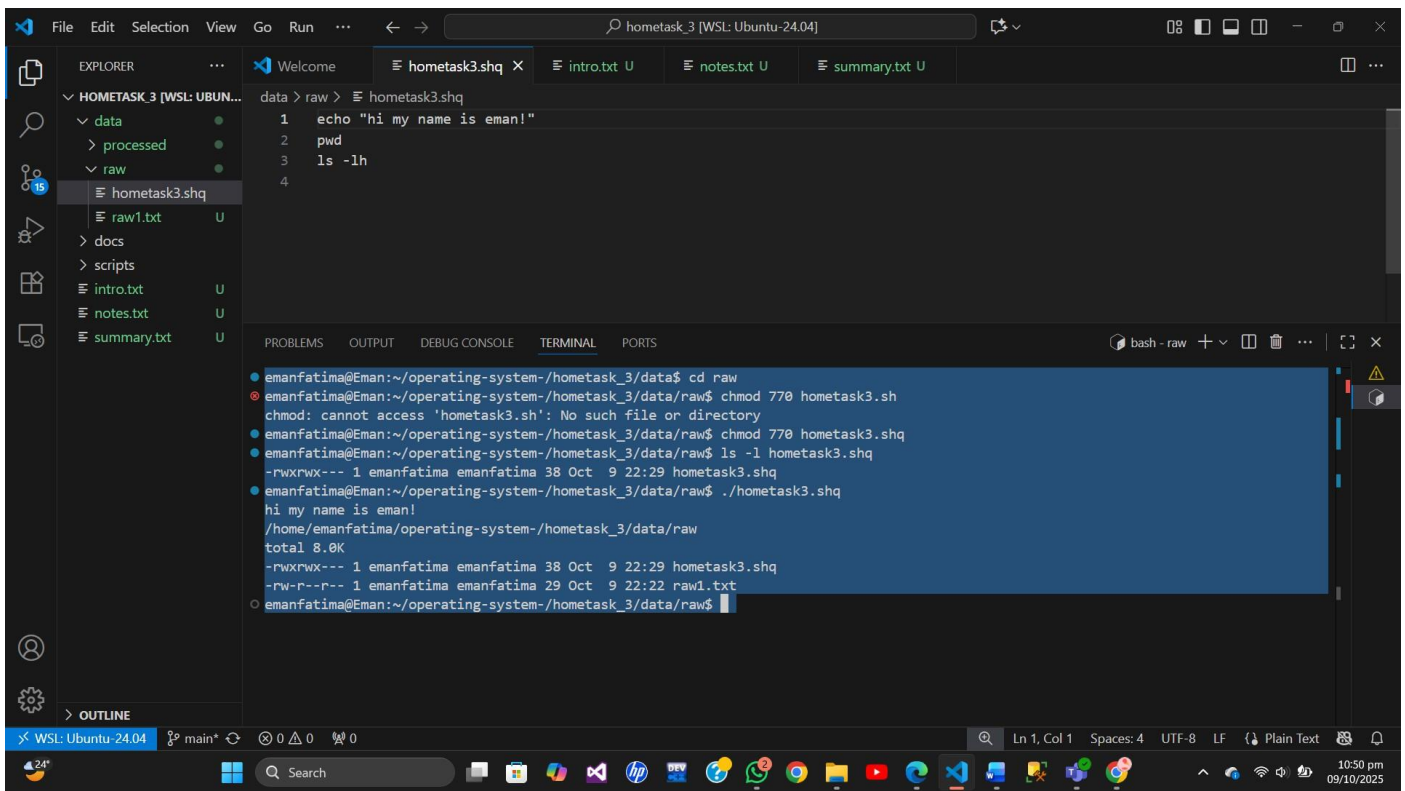 File Edit Selection View Go Run ··· hometask_3 [WSL: Ubuntu-24.04]
EXPLORER ···
HOMETASK_3 [WSL: UBUN...
data
processed
raw
hometask3.shq
raw1.txt U
docs
scripts
intro.txt U
notes.txt U
summary.txt U
OUTLINE
15
Welcome hometask3.shq intro.txt U notes.txt U summary.txt U
data > raw > hometask3.shq
1 echo "hi my name is eman!"
2 pwd
3 ls -lh
4
PROBLEMS OUTPUT DEBUG CONSOLE TERMINAL PORTS bash - raw
emanfatima@Eman:~/operating-system-/hometask_3/data$ cd raw
emanfatima@Eman:~/operating-system-/hometask_3/data/raw$ chmod 770 hometask3.sh
chmod: cannot access 'hometask3.sh': No such file or directory
emanfatima@Eman:~/operating-system-/hometask_3/data/raw$ chmod 770 hometask3.shq
emanfatima@Eman:~/operating-system-/hometask_3/data/raw$ ls -l hometask3.shq
-rwxrwx--- 1 emanfatima emanfatima 38 Oct  9 22:29 hometask3.shq
emanfatima@Eman:~/operating-system-/hometask_3/data/raw$ ./hometask3.shq
hi my name is eman!
/home/emanfatima/operating-system-/hometask_3/data/raw
total 8.0K
-rwxrwx--- 1 emanfatima emanfatima 38 Oct  9 22:29 hometask3.shq
-rw-r--r-- 1 emanfatima emanfatima 29 Oct  9 22:22 raw1.txt
emanfatima@Eman:~/operating-system-/hometask_3/data/raw$
WSL: Ubuntu-24.04 main* 0 0 0 Ln 1, Col 1 Spaces: 4 UTF-8 LF Plain Text
24° Search hp DEV 2 10:50 pm
09/10/2025